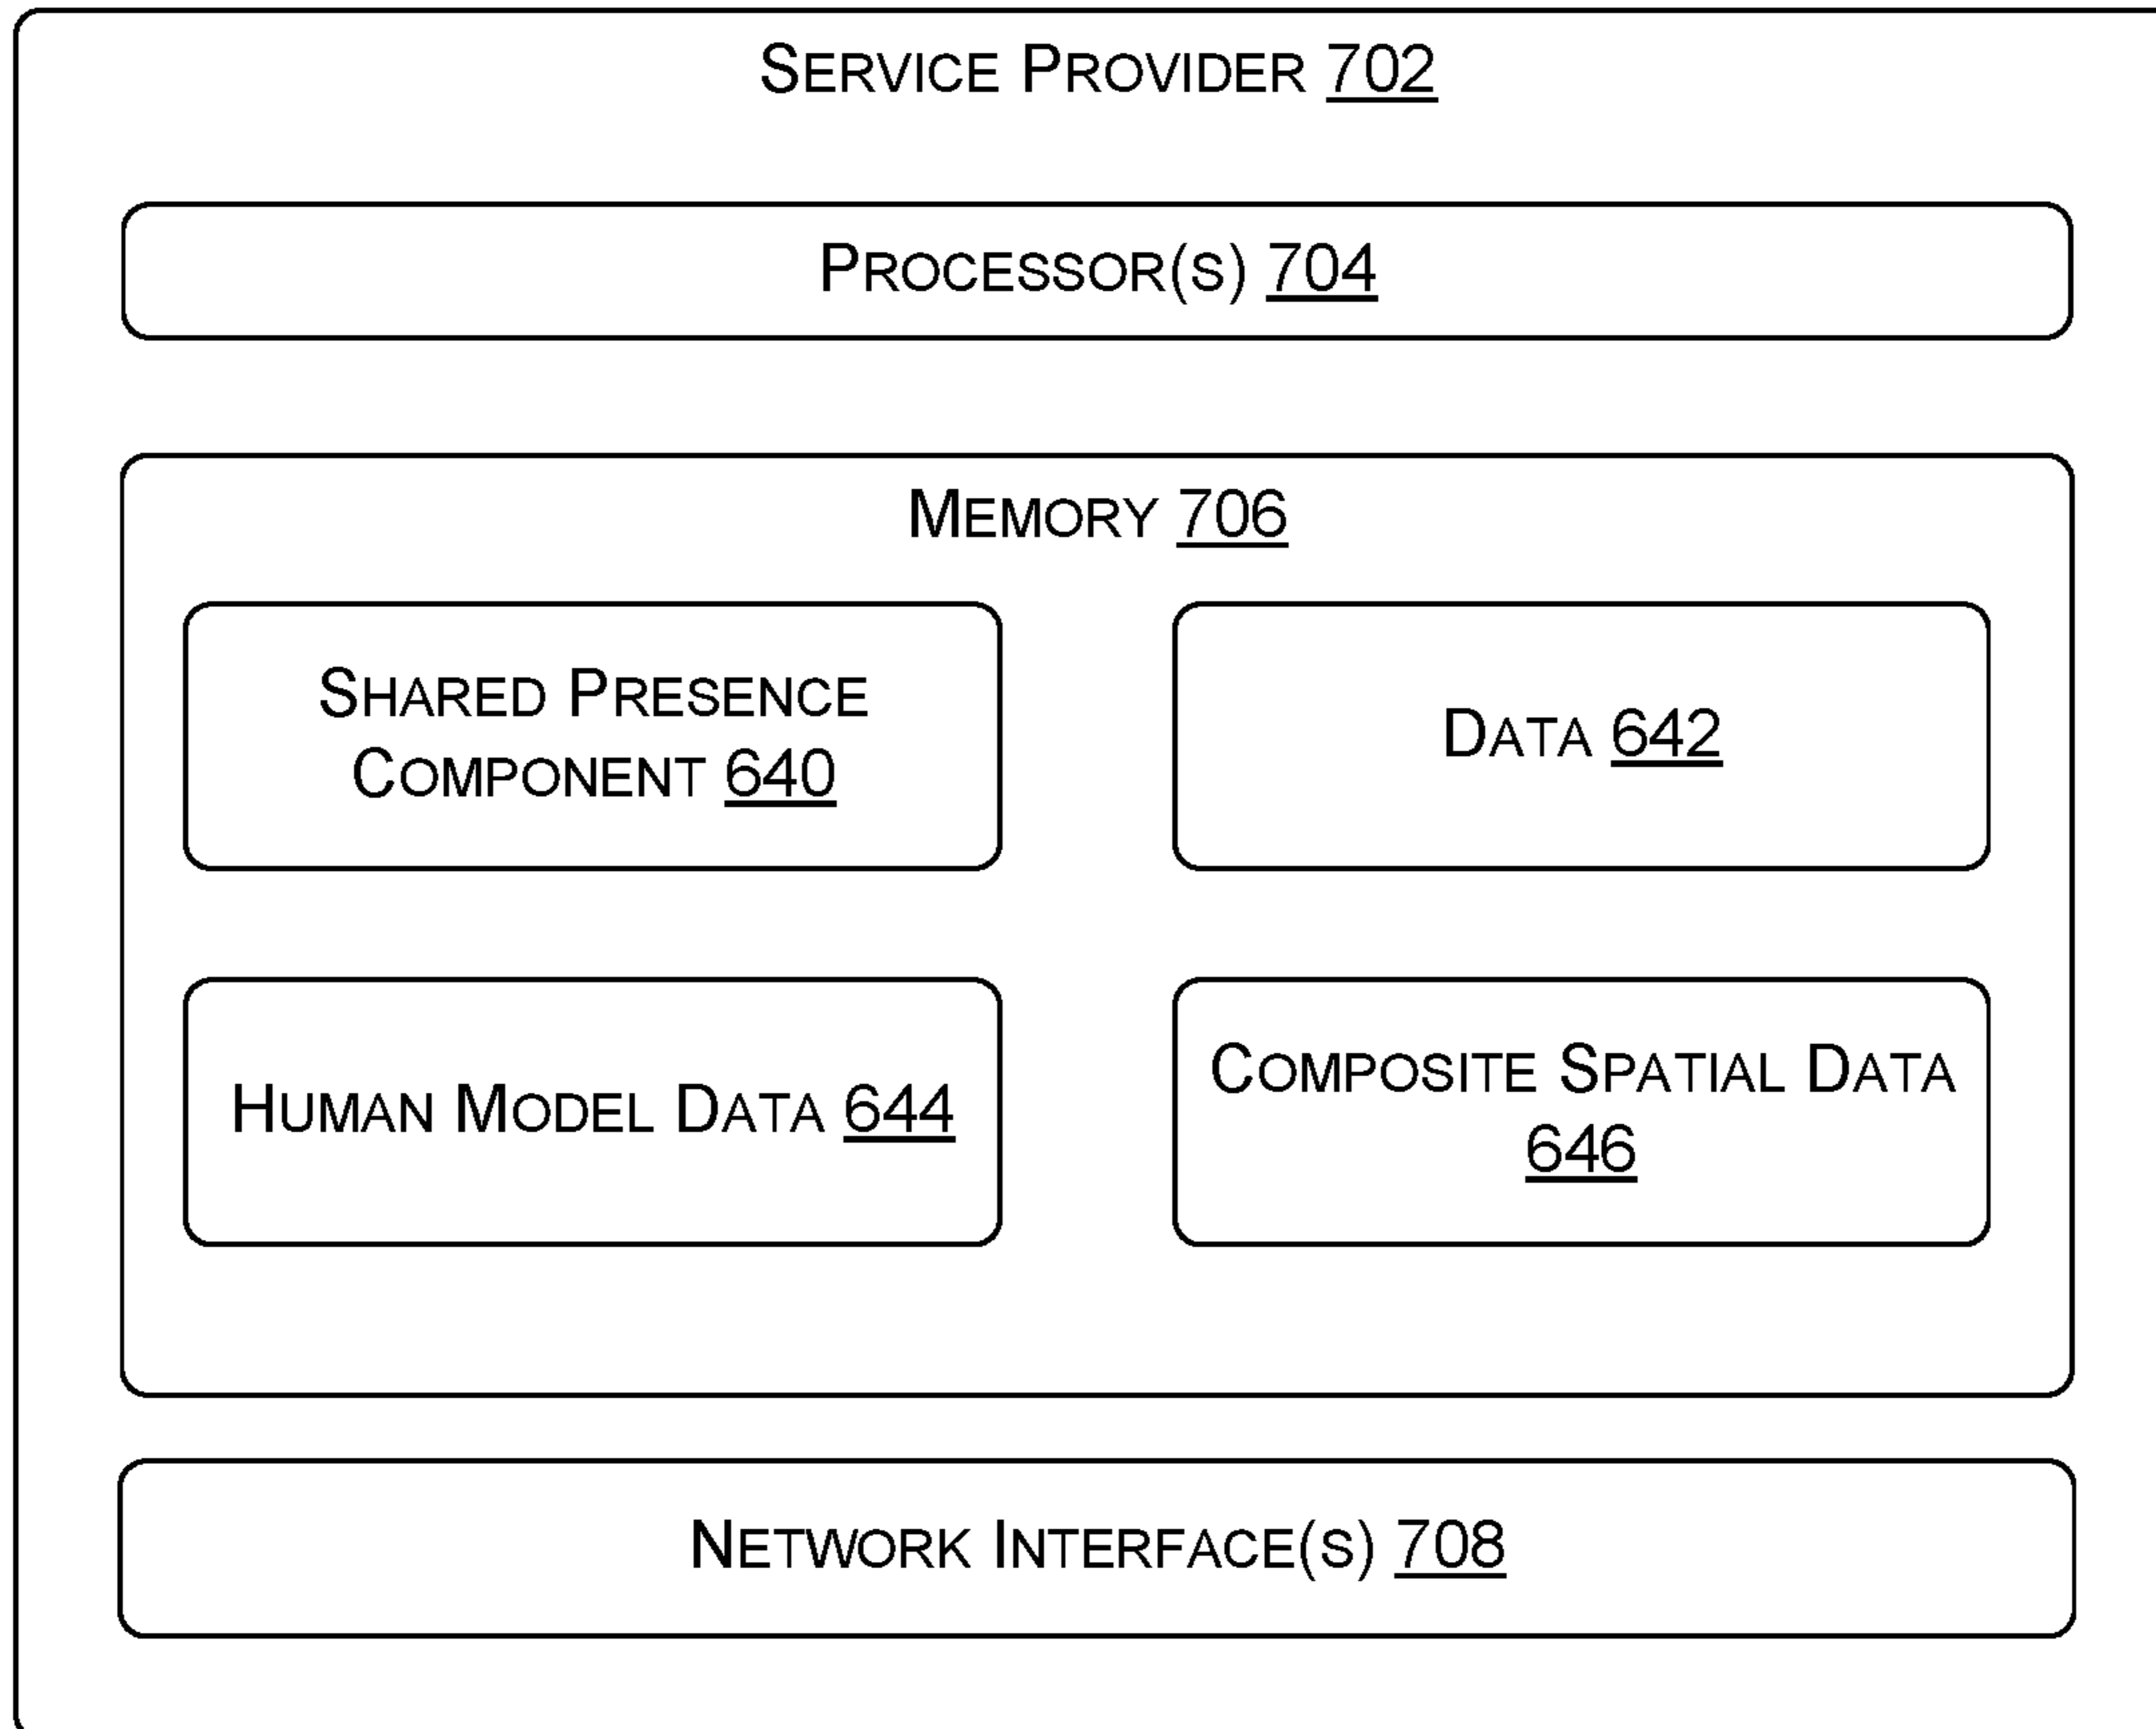 SERVICE PROVIDER 702
PROCESSOR(S) 704
MEMORY 706
SHARED PRESENCE
COMPONENT 640
DATA 642
HUMAN MODEL DATA 644
COMPOSITE SPATIAL DATA
646
NETWORK INTERFACE(S) 708